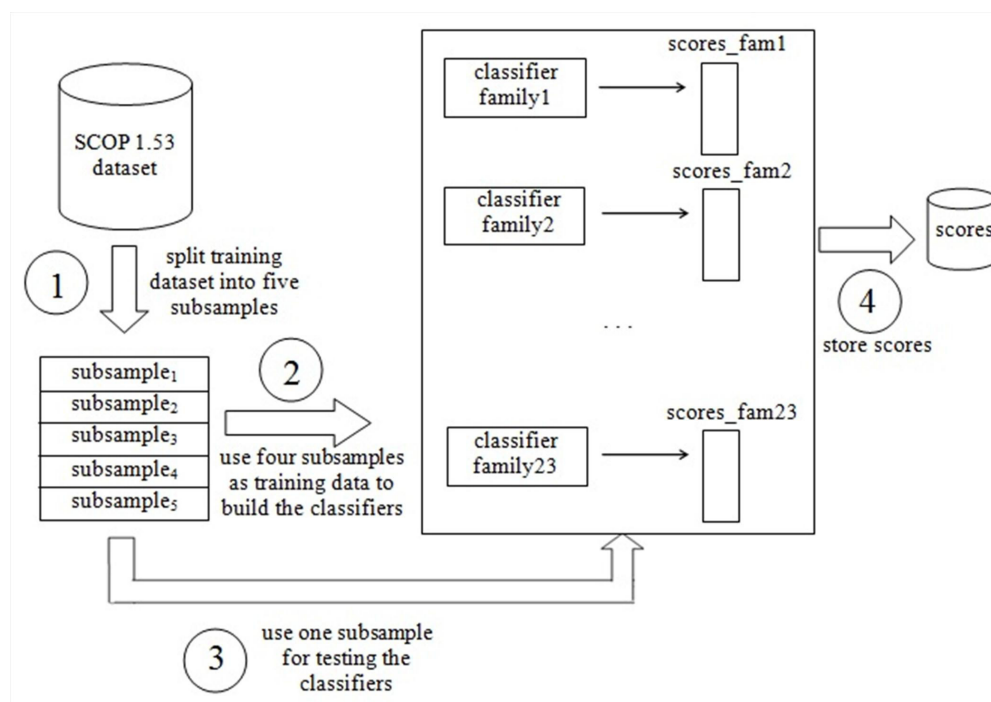 SCOP 1.53
dataset
1
split training
dataset into five
subsamples
subsample₁
subsample₂
subsample₃
subsample₄
subsample₅
2
use four subsamples
as training data to
build the classifiers
3
use one subsample
for testing the
classifiers
classifier
family1
scores_fam1
classifier
family2
scores_fam2
...
classifier
family23
scores_fam23
4
store scores
scores